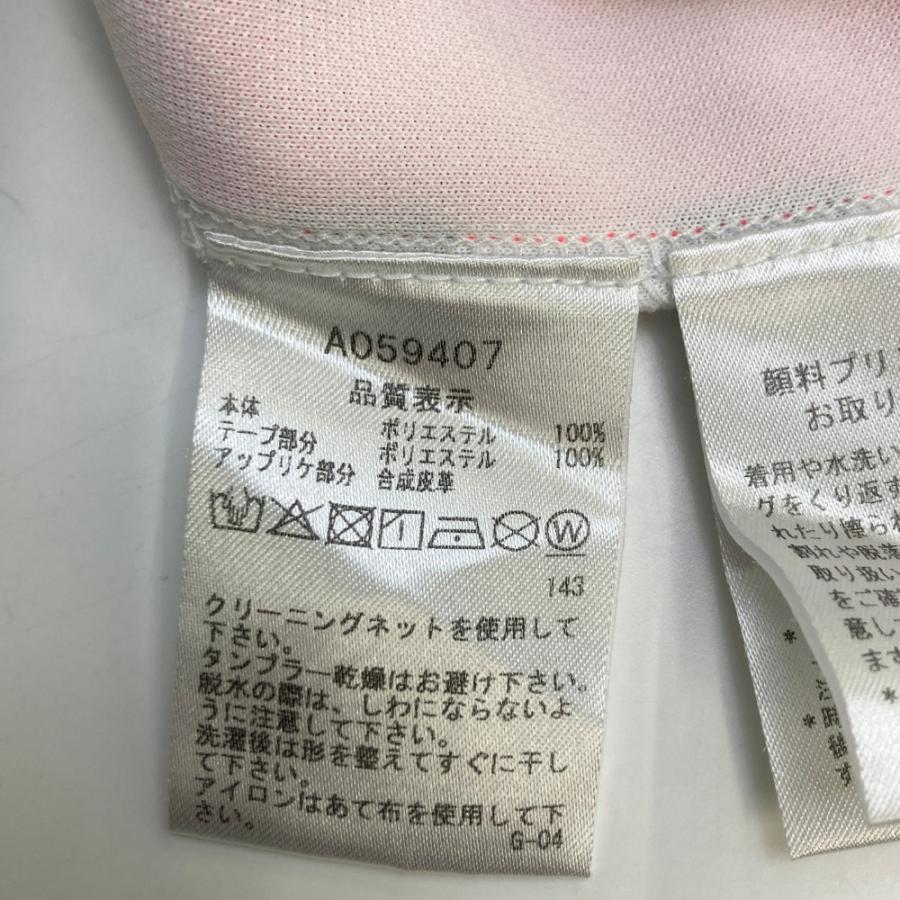 A059407
品質表示
本体 ポリエステル 100%
テープ部分 ポリエステル 100%
アップリケ部分 合成皮革
W
143
クリーニングネットを使用して
下さい。
タンブラー乾燥はお避け下さい。
脱水の際は、しわにならないよ
うに注意して下さい。
洗濯後は形を整えてすぐに干し
て下さい。
アイロンはあて布を使用して下
さい。
G-04
顔料プリ
お取り
着用や水洗い
グをくり返す
れたり擦られ
割れや脱落
取り扱い
をご確
意して
ます
*
*